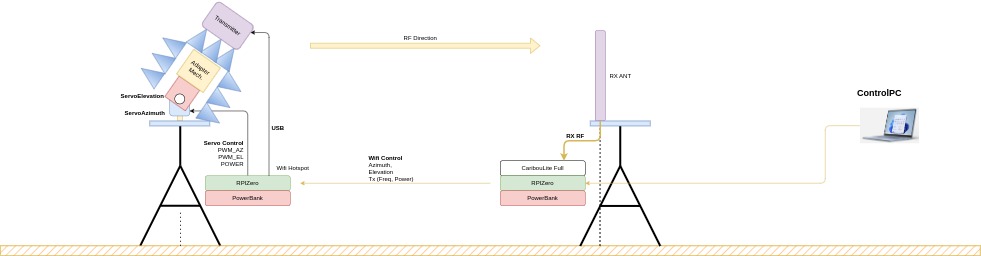 Transmitter
Adapter
Mech.
ServoElevation
ServoAzimuth
Servo Control
PWM_AZ
PWM_EL
POWER
USB
Wifi Hotspot
RPIZero
PowerBank
RF Direction
Wifi Control
Azimuth,
Elevation
Tx (Freq, Power)
RX ANT
RX RF
CaribouLite Full
RPIZero
PowerBank
ControlPC